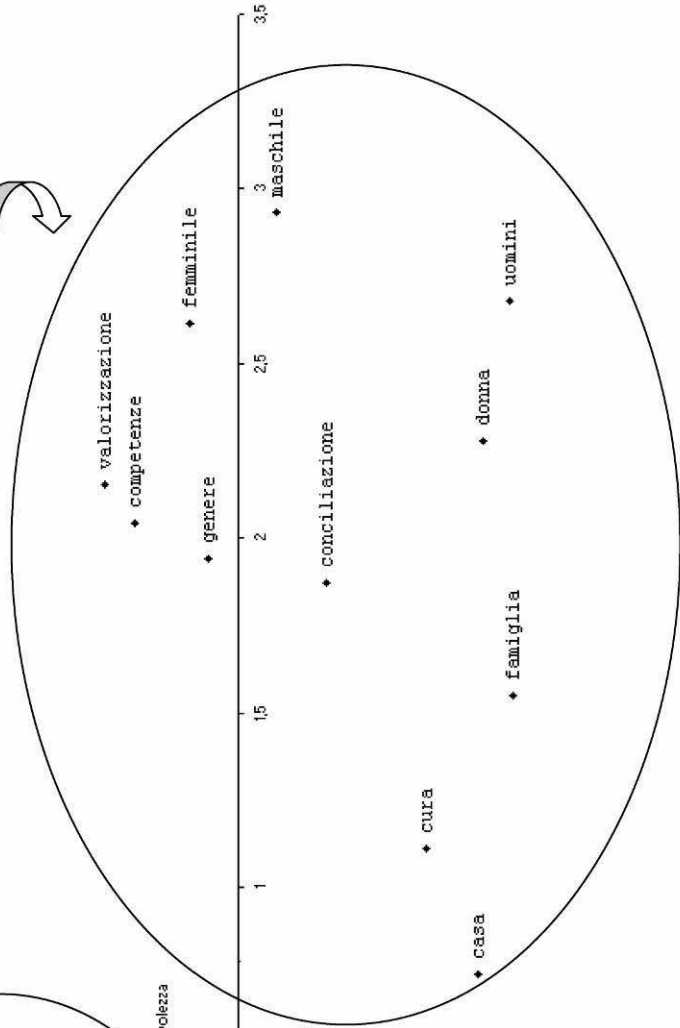 3,5
maschile
3
femminile
uomini
valorizzazione
2,5
competenze
donna
conciliazione
genere
2
famiglia
1,5
cura
1
casa